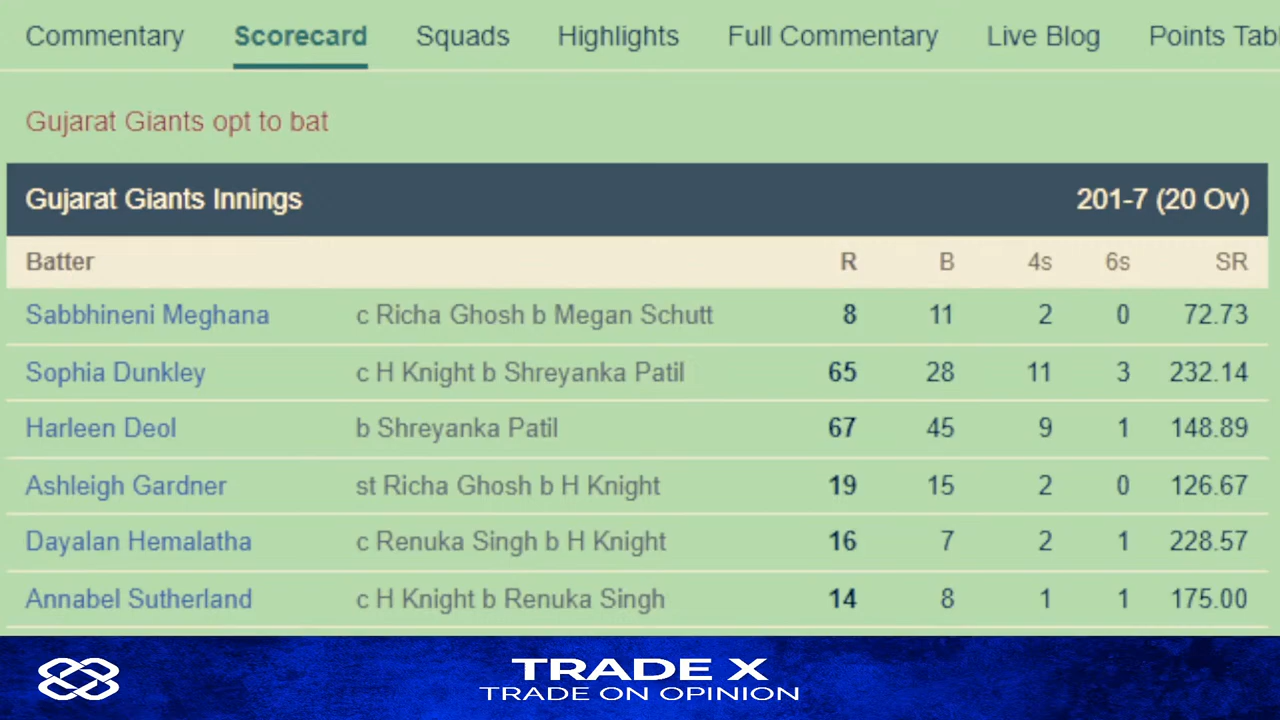 Commentary Scorecard Squads Highlights Full Commentary Live Blog Points Tabl
Gujarat Giants opt to bat
Gujarat Giants Innings 201-7 (20 Ov)
Batter R B 4s 6s SR
Sabbhineni Meghana c Richa Ghosh b Megan Schutt 8 11 2 0 72.73
Sophia Dunkley c H Knight b Shreyanka Patil 65 28 11 3 232.14
Harleen Deol b Shreyanka Patil 67 45 9 1 148.89
Ashleigh Gardner st Richa Ghosh b H Knight 19 15 2 0 126.67
Dayalan Hemalatha c Renuka Singh b H Knight 16 7 2 1 228.57
Annabel Sutherland c H Knight b Renuka Singh 14 8 1 1 175.00
TRADE X
TRADE ON OPINION